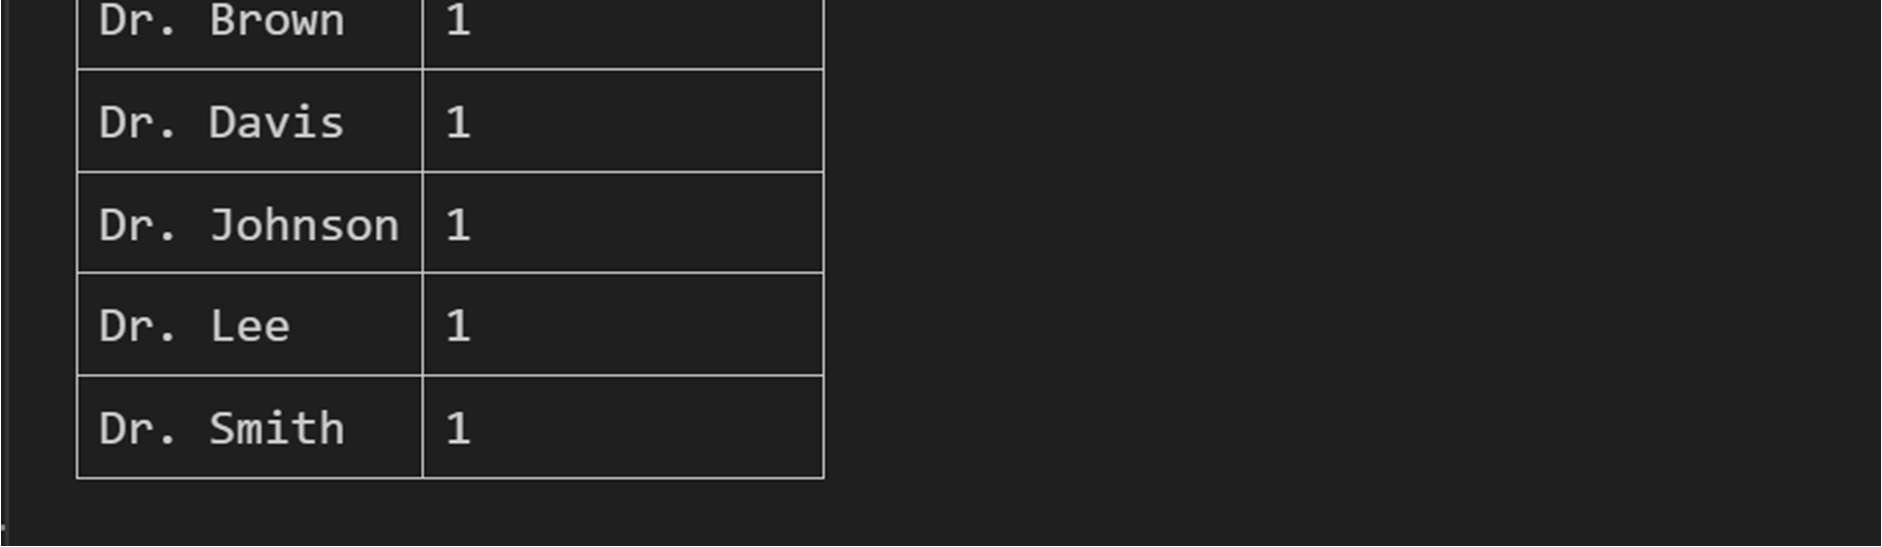 Dr. Brown 1
Dr. Davis 1
Dr. Johnson 1
Dr. Lee 1
Dr. Smith 1